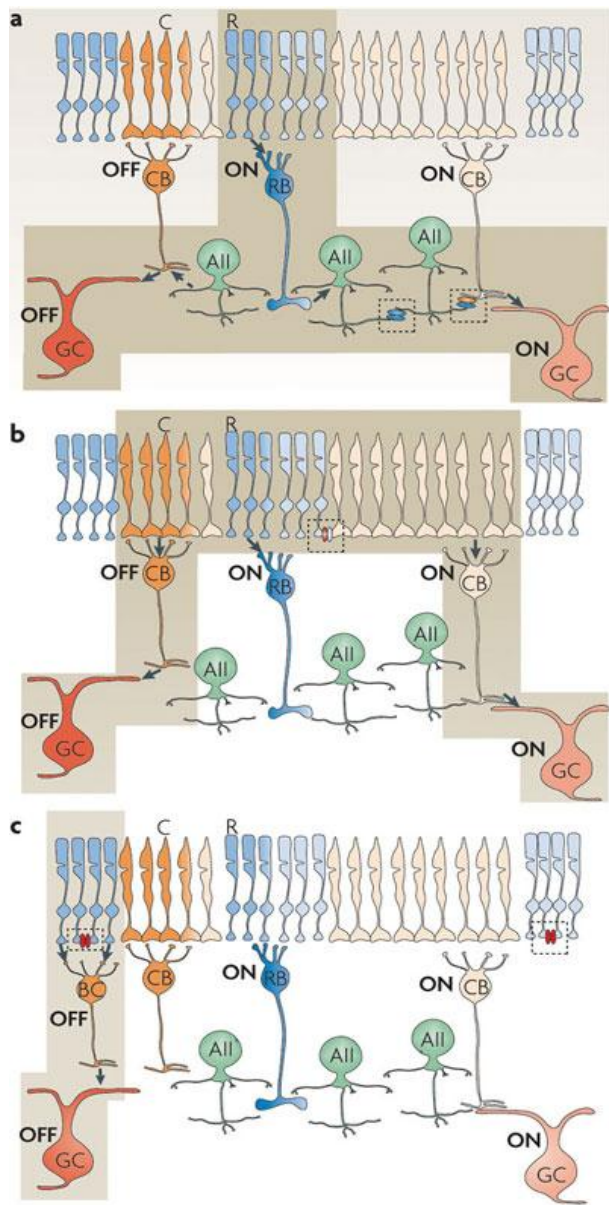 a
C R
OFF ON ON
CB RB CB
AII AII AII
OFF
GC
ON
GC
b
C R
OFF ON ON
CB RB CB
AII AII AII
OFF
GC
ON
GC
c
C R
ON ON
BC CB RB CB
OFF
AII AII AII
OFF
GC
ON
GC